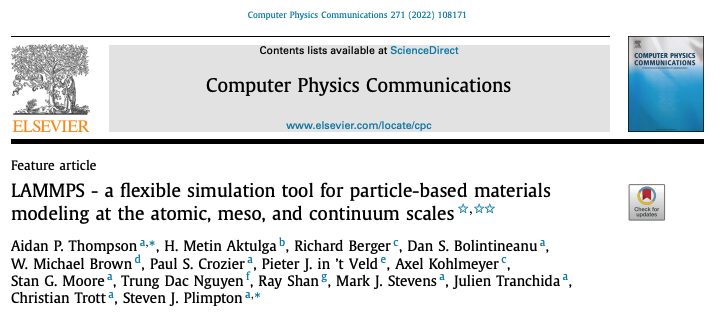 Computer Physics Communications 271 (2022) 108171
Contents lists available at ScienceDirect
Computer Physics Communications
www.elsevier.com/locate/cpc
ELSEVIER
COMPUTER PHYSICS
COMMUNICATIONS
Feature article
LAMMPS - a flexible simulation tool for particle-based materials
modeling at the atomic, meso, and continuum scales ☆,☆☆
Check for
updates
Aidan P. Thompson a,*, H. Metin Aktulga b, Richard Berger c, Dan S. Bolintineanu a,
W. Michael Brown d, Paul S. Crozier a, Pieter J. in 't Veld e, Axel Kohlmeyer c,
Stan G. Moore a, Trung Dac Nguyen f, Ray Shan g, Mark J. Stevens a, Julien Tranchida a,
Christian Trott a, Steven J. Plimpton a,*